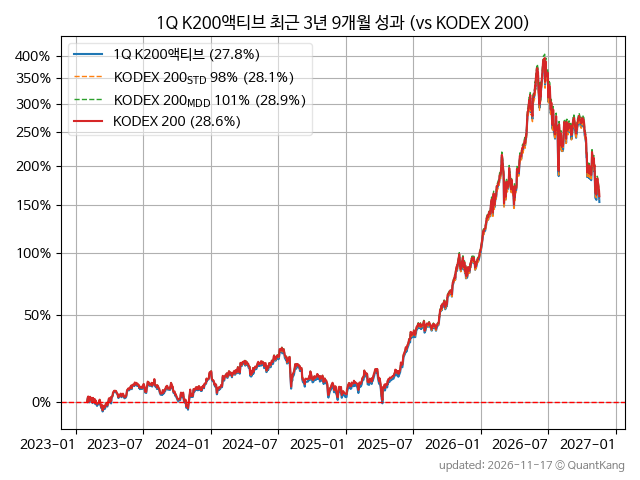 1Q K200액티브 최근 3년 9개월 성과 (vs KODEX 200)
1Q K200액티브 (27.8%)
KODEX 200STD 98% (28.1%)
KODEX 200MDD 101% (28.9%)
KODEX 200 (28.6%)
400%
350%
300%
250%
200%
150%
100%
50%
0%
2023-01 2023-07 2024-01 2024-07 2025-01 2025-07 2026-01 2026-07 2027-01
updated: 2026-11-17 © QuantKang